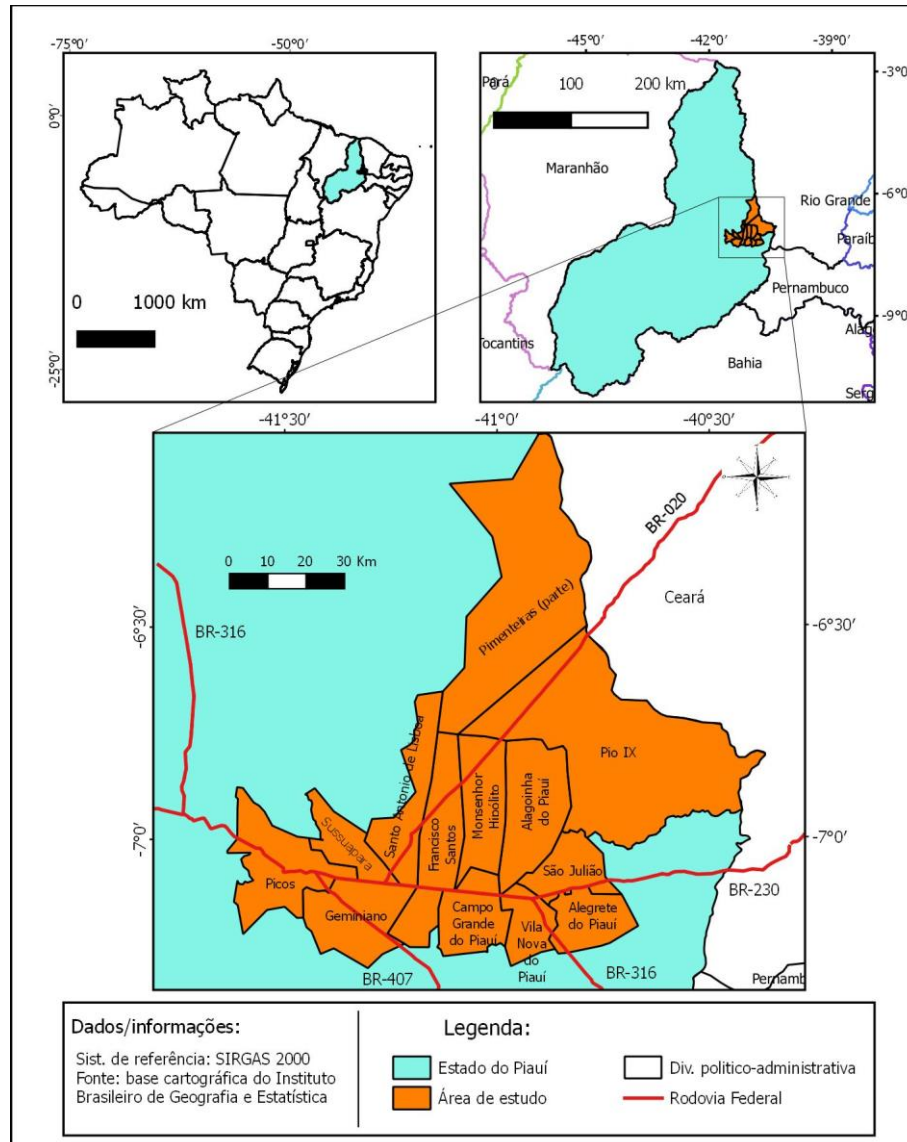 -75°0′
-50°0′
0°0′
-25°0′
0
1000 km
-45°0′
-42°0′
-39°0′
-3°0′
-6°0′
-9°0′
Pará
0
100
200 km
Maranhão
Rio Grande
Paraíb
Pernambuco
Alag
Tocantins
Bahia
Serg
-41°30′
-41°0′
-40°30′
-6°30′
-7°0′
-6°30′
-7°0′
0
10
20
30 Km
BR-020
Ceará
BR-316
Pimenteiras (parte)
Pio IX
Santo Antonio de Lisboa
Francisco
Santos
Monsenhor
Hipólito
Alagoinha
do Piauí
Sussuapara
Picos
Geminiano
São Julião
Campo
Grande
do Piauí
Vila
Nova
do
Piauí
Alegrete
do Piauí
BR-230
BR-407
BR-316
Pernamb
Dados/informações:
Sist. de referência: SIRGAS 2000
Fonte: base cartográfica do Instituto
Brasileiro de Geografia e Estatística
Legenda:
Estado do Piauí
Área de estudo
Div. politico-administrativa
Rodovia Federal